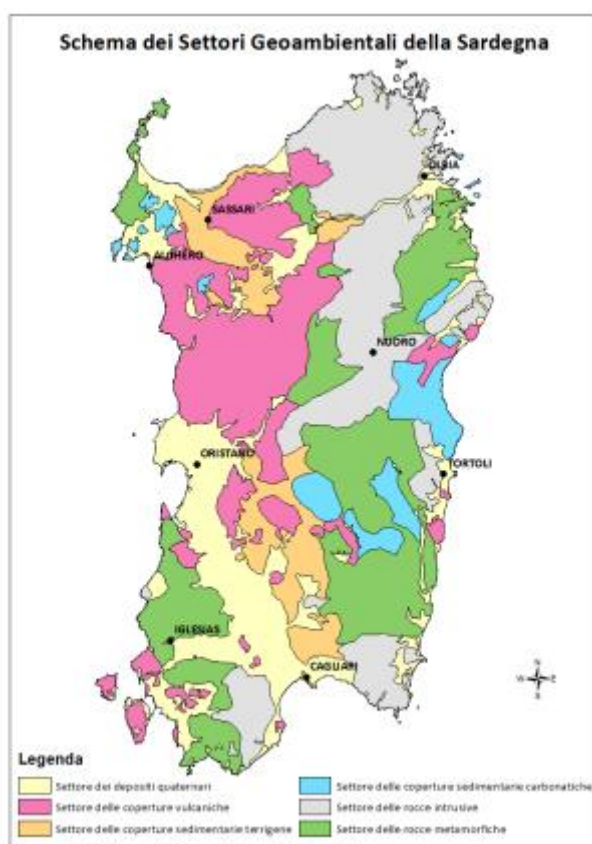 Schema dei Settori Geoambientali della Sardegna
OLBIA
SASSARI
ALGHERO
NUORO
ORISTANO
TORTOLI
IGLESIAS
CAGLIARI
N
W E
S
Legenda
Settore dei depositi quaternari
Settore delle coperture vulcaniche
Settore delle coperture sedimentarie terrigene
Settore delle coperture sedimentarie carbonatiche
Settore delle rocce intrusive
Settore delle rocce metamorfiche